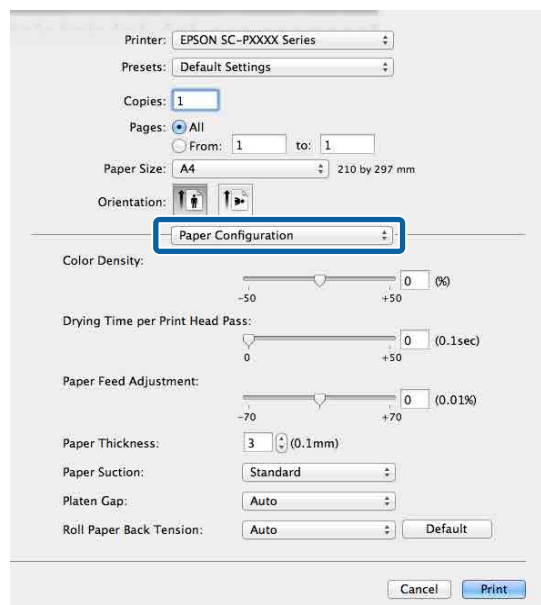 Printer: EPSON SC-PXXXX Series
Presets: Default Settings
Copies: 1
Pages: All
From: 1 to: 1
Paper Size: A4 210 by 297 mm
Orientation:
Paper Configuration
Color Density:
0 (%)
-50 +50
Drying Time per Print Head Pass:
0 (0.1sec)
0 +50
Paper Feed Adjustment:
0 (0.01%)
-70 +70
Paper Thickness: 3 (0.1mm)
Paper Suction: Standard
Platen Gap: Auto
Roll Paper Back Tension: Auto Default
Cancel Print